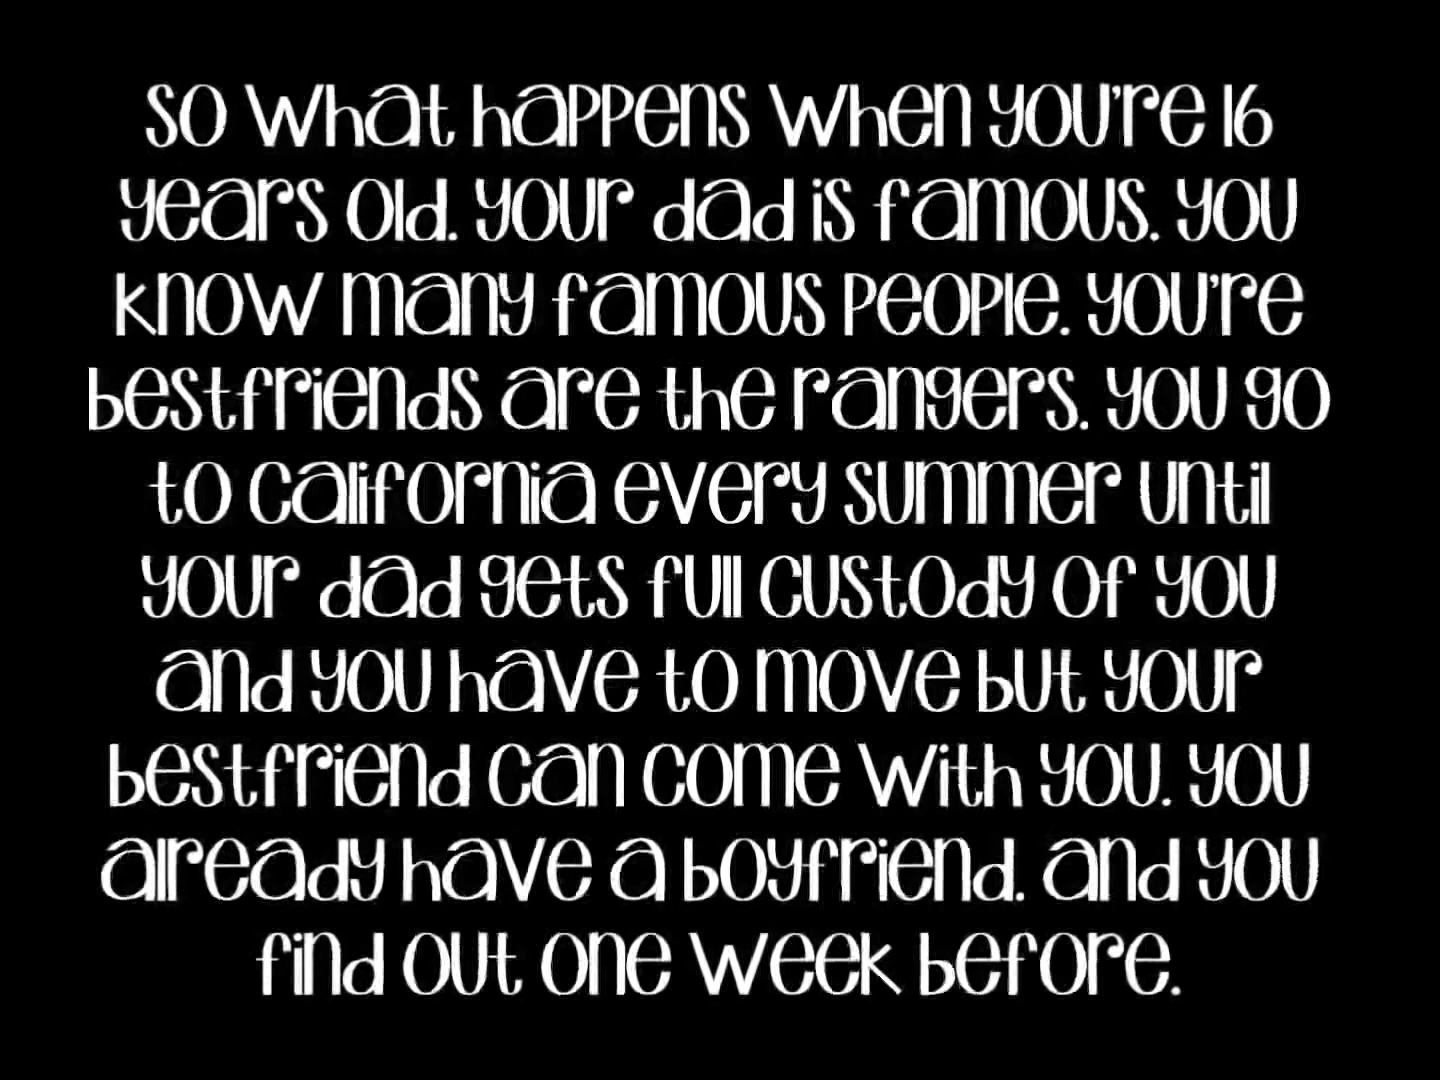 so what happens when you're 16
years old. your dad is famous. you
know many famous people. you're
bestfriends are the rangers. you go
to california every summer until
your dad gets full custody of you
and you have to move but your
bestfriend can come with you. you
already have a boyfriend. and you
find out one week before.